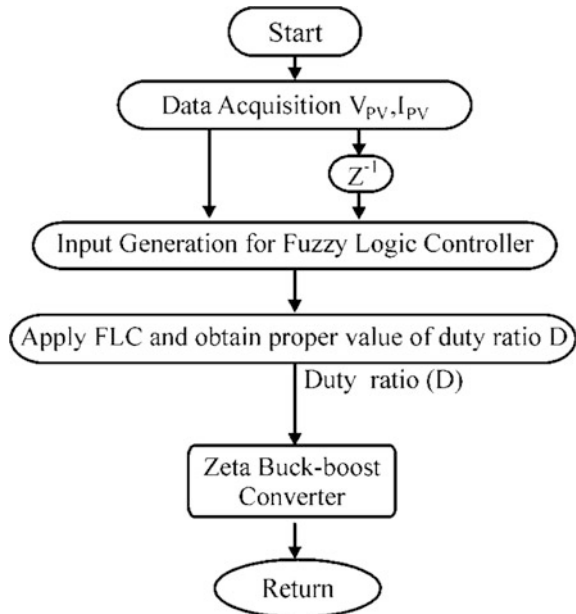 Start
Data Acquisition V_PV,I_PV
Z^-1
Input Generation for Fuzzy Logic Controller
Apply FLC and obtain proper value of duty ratio D
Duty ratio (D)
Zeta Buck-boost
Converter
Return